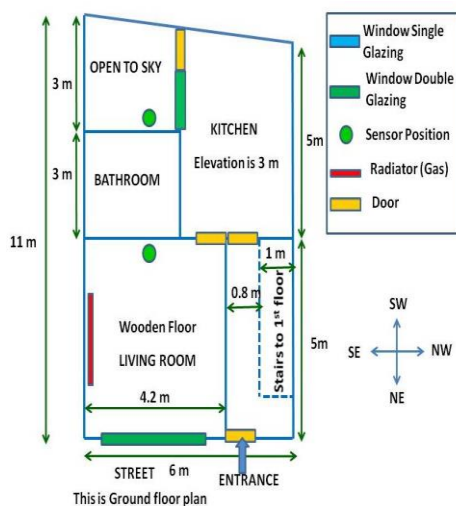 3 m
OPEN TO SKY
KITCHEN
Elevation is 3 m
5m
3 m
BATHROOM
11 m
1 m
0.8 m
Stairs to 1st floor
Wooden Floor
LIVING ROOM
5m
4.2 m
STREET
6 m
ENTRANCE
This is Ground floor plan
Window Single
Glazing
Window Double
Glazing
Sensor Position
Radiator (Gas)
Door
SW
SE
NW
NE